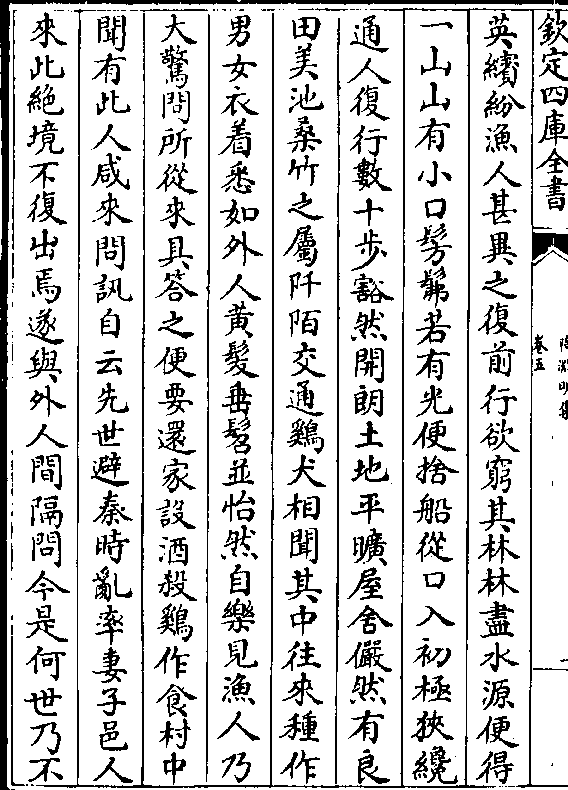 欽定四庫全書
陶淵明集
卷五
英繽紛漁人甚異之復前行欲窮其林林盡水源便得
一山山有小口髣髴若有光便捨船從口入初極狹纔
通人復行數十步豁然開朗土地平曠屋舍儼然有良
田美池桑竹之屬阡陌交通鷄犬相聞其中往來種作
男女衣着悉如外人黃髮垂髫並怡然自樂見漁人乃
大驚問所從來具答之便要還家設酒殺鷄作食村中
聞有此人咸來問訊自云先世避秦時亂率妻子邑人
來此絶境不復出焉遂與外人間隔問今是何世乃不